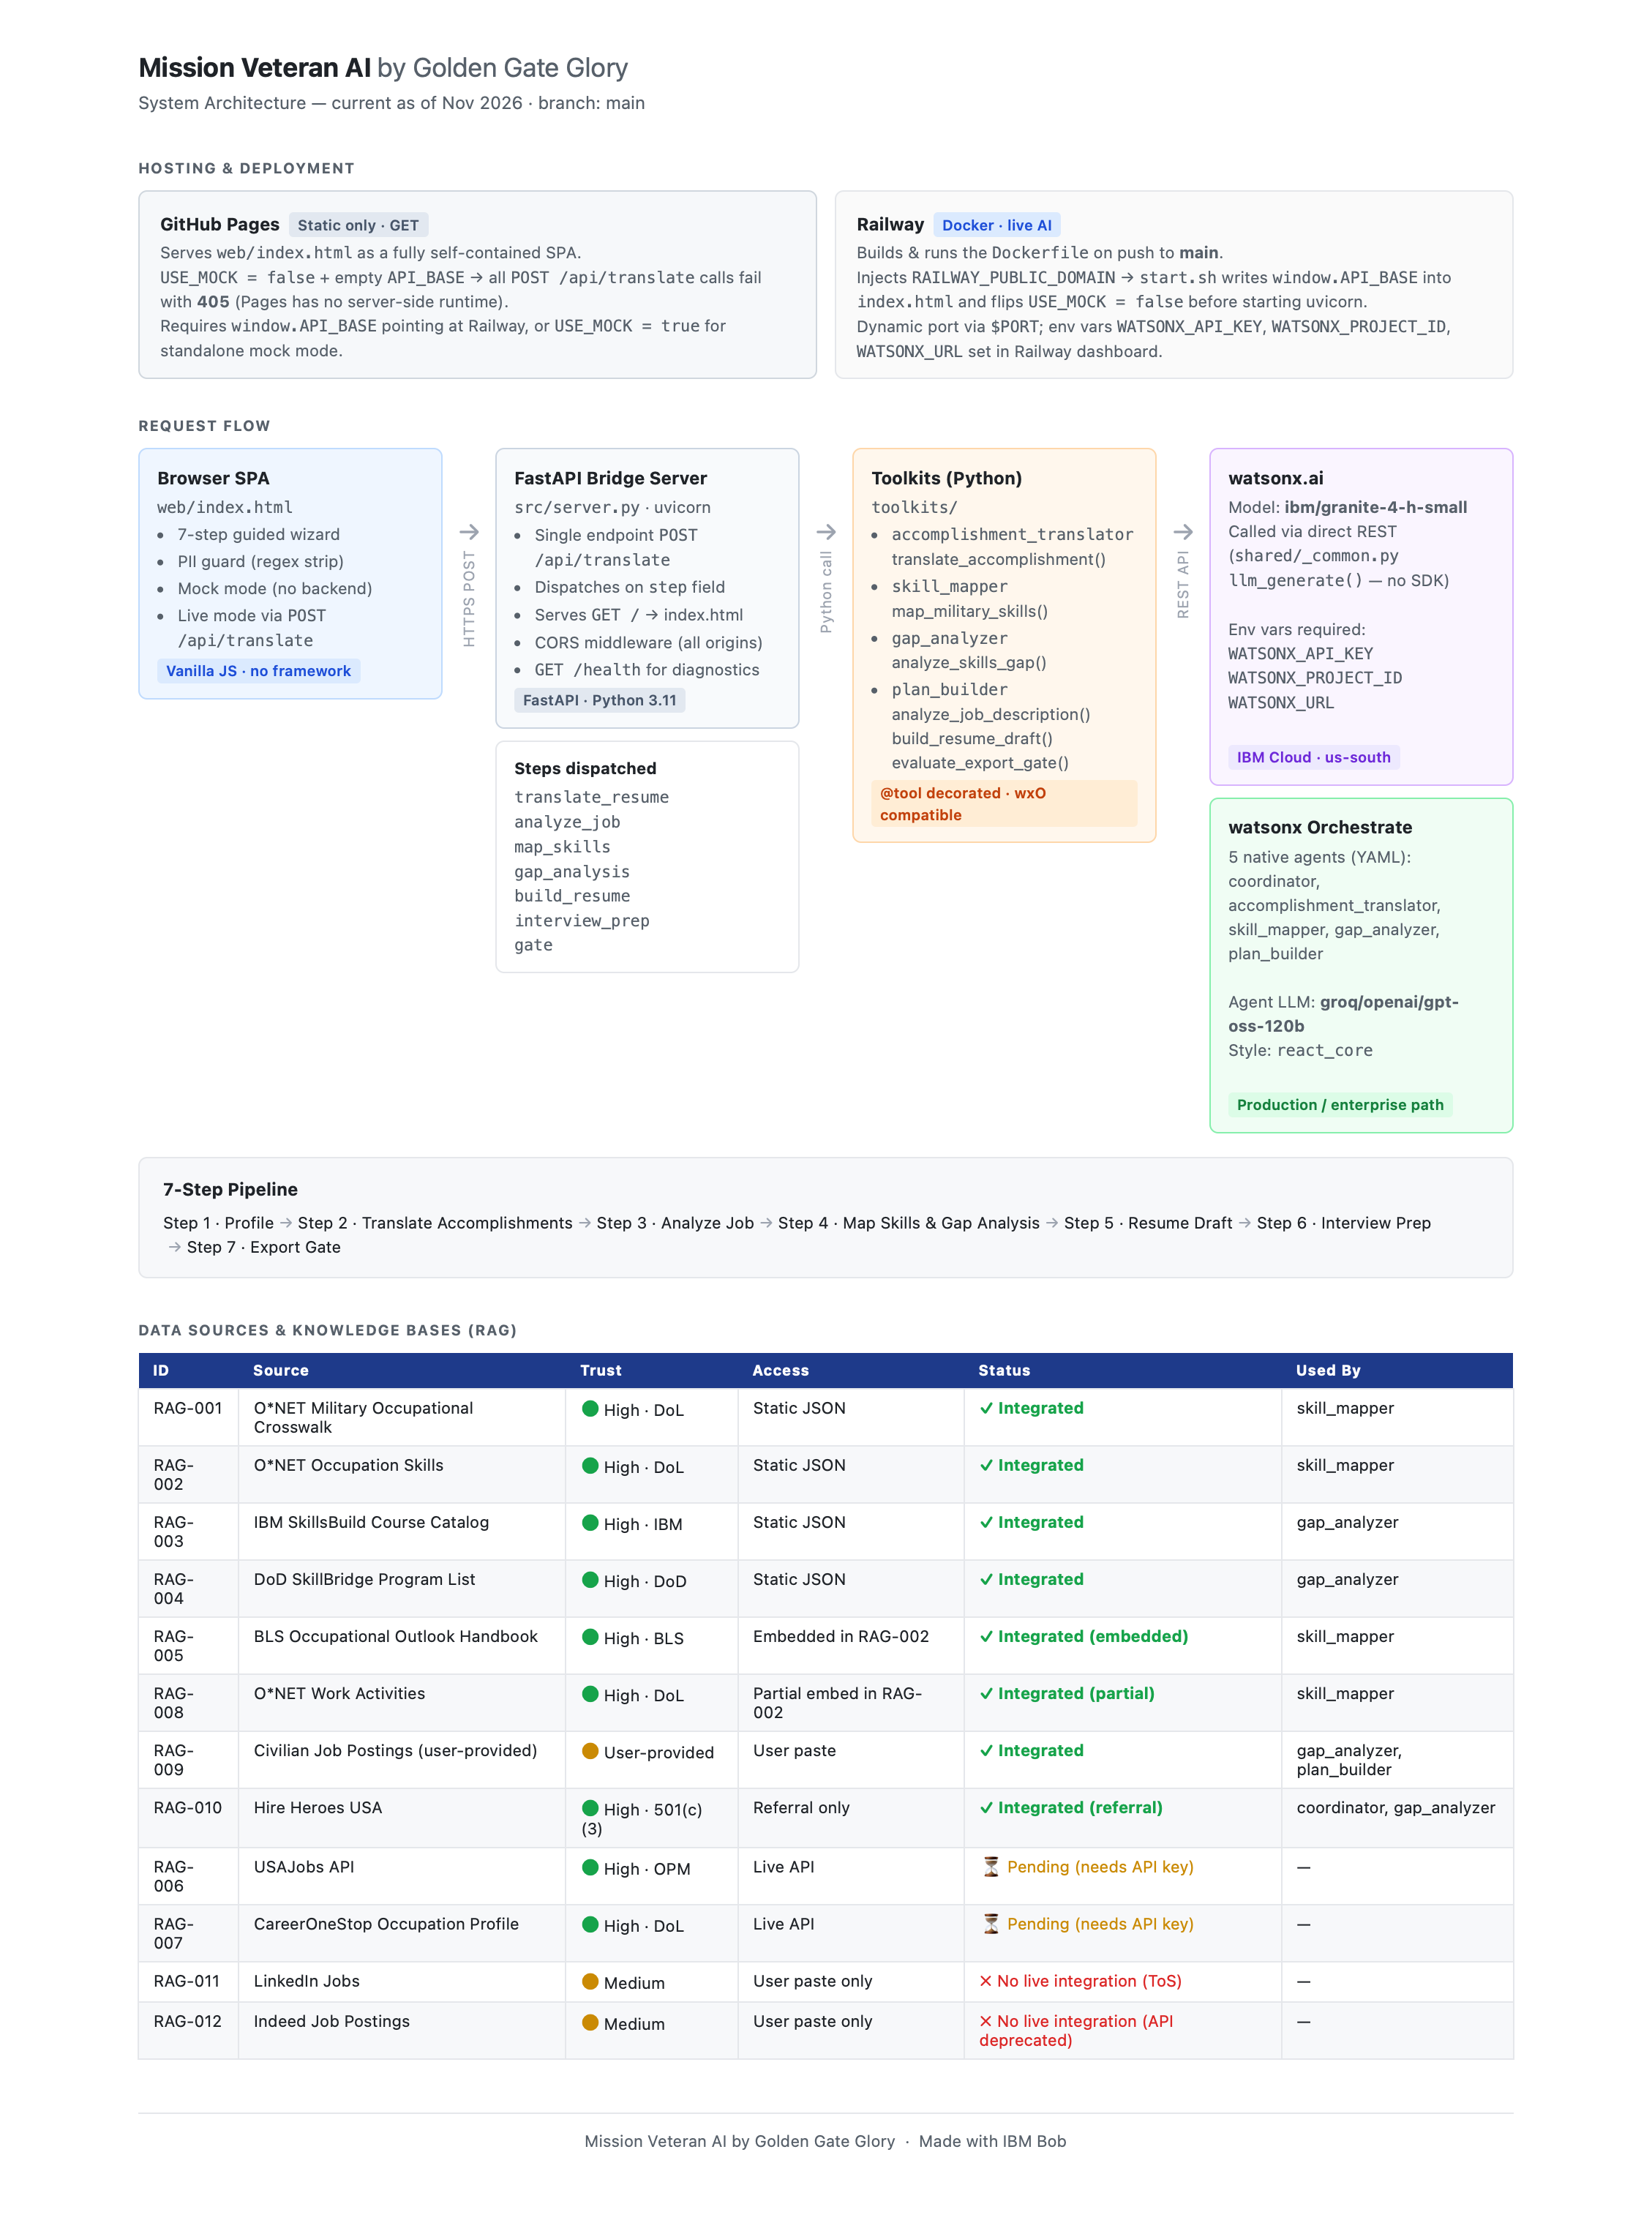 Mission Veteran AI by Golden Gate Glory
System Architecture — current as of Nov 2026 · branch: main
HOSTING & DEPLOYMENT
GitHub Pages Static only · GET
Serves web/index.html as a fully self-contained SPA.
USE_MOCK = false + empty API_BASE → all POST /api/translate calls fail
with 405 (Pages has no server-side runtime).
Requires window.API_BASE pointing at Railway, or USE_MOCK = true for
standalone mock mode.
Railway Docker · live AI
Builds & runs the Dockerfile on push to main.
Injects RAILWAY_PUBLIC_DOMAIN → start.sh writes window.API_BASE into
index.html and flips USE_MOCK = false before starting uvicorn.
Dynamic port via $PORT; env vars WATSONX_API_KEY, WATSONX_PROJECT_ID,
WATSONX_URL set in Railway dashboard.
REQUEST FLOW
Browser SPA
web/index.html
• 7-step guided wizard
• PII guard (regex strip)
• Mock mode (no backend)
• Live mode via POST
/api/translate
Vanilla JS · no framework
→
HTTPS POST
FastAPI Bridge Server
src/server.py · uvicorn
• Single endpoint POST
/api/translate
• Dispatches on step field
• Serves GET / → index.html
• CORS middleware (all origins)
• GET /health for diagnostics
FastAPI · Python 3.11
Steps dispatched
translate_resume
analyze_job
map_skills
gap_analysis
build_resume
interview_prep
gate
→
Python call
Toolkits (Python)
toolkits/
• accomplishment_translator
translate_accomplishment()
• skill_mapper
map_military_skills()
• gap_analyzer
analyze_skills_gap()
• plan_builder
analyze_job_description()
build_resume_draft()
evaluate_export_gate()
@tool decorated · wxO
compatible
→
REST API
watsonx.ai
Model: ibm/granite-4-h-small
Called via direct REST
(shared/_common.py
llm_generate() — no SDK)
Env vars required:
WATSONX_API_KEY
WATSONX_PROJECT_ID
WATSONX_URL
IBM Cloud · us-south
watsonx Orchestrate
5 native agents (YAML):
coordinator,
accomplishment_translator,
skill_mapper, gap_analyzer,
plan_builder
Agent LLM: groq/openai/gpt-
oss-120b
Style: react_core
Production / enterprise path
7-Step Pipeline
Step 1 · Profile → Step 2 · Translate Accomplishments → Step 3 · Analyze Job → Step 4 · Map Skills & Gap Analysis → Step 5 · Resume Draft → Step 6 · Interview Prep
→ Step 7 · Export Gate
DATA SOURCES & KNOWLEDGE BASES (RAG)
ID Source Trust Access Status Used By
RAG-001 O*NET Military Occupational High · DoL Static JSON ✓ Integrated skill_mapper
Crosswalk
RAG- O*NET Occupation Skills High · DoL Static JSON ✓ Integrated skill_mapper
002
RAG- IBM SkillsBuild Course Catalog High · IBM Static JSON ✓ Integrated gap_analyzer
003
RAG- DoD SkillBridge Program List High · DoD Static JSON ✓ Integrated gap_analyzer
004
RAG- BLS Occupational Outlook Handbook High · BLS Embedded in RAG-002 ✓ Integrated (embedded) skill_mapper
005
RAG- O*NET Work Activities High · DoL Partial embed in RAG- ✓ Integrated (partial) skill_mapper
008 002
RAG- Civilian Job Postings (user-provided) User-provided User paste ✓ Integrated gap_analyzer,
009 plan_builder
RAG-010 Hire Heroes USA High · 501(c) Referral only ✓ Integrated (referral) coordinator, gap_analyzer
(3)
RAG- USAJobs API High · OPM Live API ⏳ Pending (needs API key) —
006
RAG- CareerOneStop Occupation Profile High · DoL Live API ⏳ Pending (needs API key) —
007
RAG-011 LinkedIn Jobs Medium User paste only ✕ No live integration (ToS) —
RAG-012 Indeed Job Postings Medium User paste only ✕ No live integration (API —
deprecated)
Mission Veteran AI by Golden Gate Glory · Made with IBM Bob